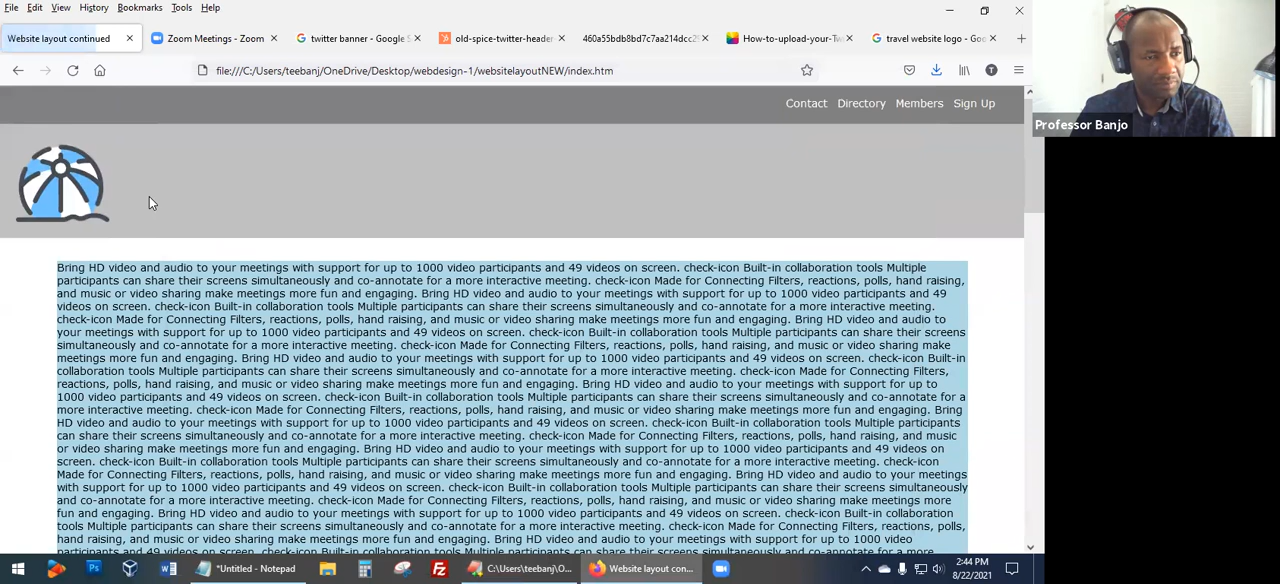 File Edit View History Bookmarks Tools Help
Website layout continued
Zoom Meetings - Zoom
twitter banner - Google S
old-spice-twitter-header
460a55bdb8bd7c7aa214dcc25
How-to-upload-your-Tw
travel website logo - Go
file:///C:/Users/teebanj/OneDrive/Desktop/webdesign-1/websitelayoutNEW/index.htm
T
Contact Directory Members Sign Up
Professor Banjo
Bring HD video and audio to your meetings with support for up to 1000 video participants and 49 videos on screen. check-icon Built-in collaboration tools Multiple
participants can share their screens simultaneously and co-annotate for a more interactive meeting. check-icon Made for Connecting Filters, reactions, polls, hand raising,
and music or video sharing make meetings more fun and engaging. Bring HD video and audio to your meetings with support for up to 1000 video participants and 49
videos on screen. check-icon Built-in collaboration tools Multiple participants can share their screens simultaneously and co-annotate for a more interactive meeting.
check-icon Made for Connecting Filters, reactions, polls, hand raising, and music or video sharing make meetings more fun and engaging. Bring HD video and audio to
your meetings with support for up to 1000 video participants and 49 videos on screen. check-icon Built-in collaboration tools Multiple participants can share their screens
simultaneously and co-annotate for a more interactive meeting. check-icon Made for Connecting Filters, reactions, polls, hand raising, and music or video sharing make
meetings more fun and engaging. Bring HD video and audio to your meetings with support for up to 1000 video participants and 49 videos on screen. check-icon Built-in
collaboration tools Multiple participants can share their screens simultaneously and co-annotate for a more interactive meeting. check-icon Made for Connecting Filters,
reactions, polls, hand raising, and music or video sharing make meetings more fun and engaging. Bring HD video and audio to your meetings with support for up to
1000 video participants and 49 videos on screen. check-icon Built-in collaboration tools Multiple participants can share their screens simultaneously and co-annotate for a
more interactive meeting. check-icon Made for Connecting Filters, reactions, polls, hand raising, and music or video sharing make meetings more fun and engaging. Bring
HD video and audio to your meetings with support for up to 1000 video participants and 49 videos on screen. check-icon Built-in collaboration tools Multiple participants
can share their screens simultaneously and co-annotate for a more interactive meeting. check-icon Made for Connecting Filters, reactions, polls, hand raising, and music
or video sharing make meetings more fun and engaging. Bring HD video and audio to your meetings with support for up to 1000 video participants and 49 videos on
screen. check-icon Built-in collaboration tools Multiple participants can share their screens simultaneously and co-annotate for a more interactive meeting. check-icon
Made for Connecting Filters, reactions, polls, hand raising, and music or video sharing make meetings more fun and engaging. Bring HD video and audio to your meetings
with support for up to 1000 video participants and 49 videos on screen. check-icon Built-in collaboration tools Multiple participants can share their screens simultaneously
and co-annotate for a more interactive meeting. check-icon Made for Connecting Filters, reactions, polls, hand raising, and music or video sharing make meetings more
fun and engaging. Bring HD video and audio to your meetings with support for up to 1000 video participants and 49 videos on screen. check-icon Built-in collaboration
tools Multiple participants can share their screens simultaneously and co-annotate for a more interactive meeting. check-icon Made for Connecting Filters, reactions, polls,
hand raising, and music or video sharing make meetings more fun and engaging. Bring HD video and audio to your meetings with support for up to 1000 video
participants and 49 videos on screen. check-icon Built-in collaboration tools Multiple participants can share their screens simultaneously and co-annotate for a more
*Untitled - Notepad
C:\Users\teebanj\O...
Website layout con...
2:44 PM
8/22/2021